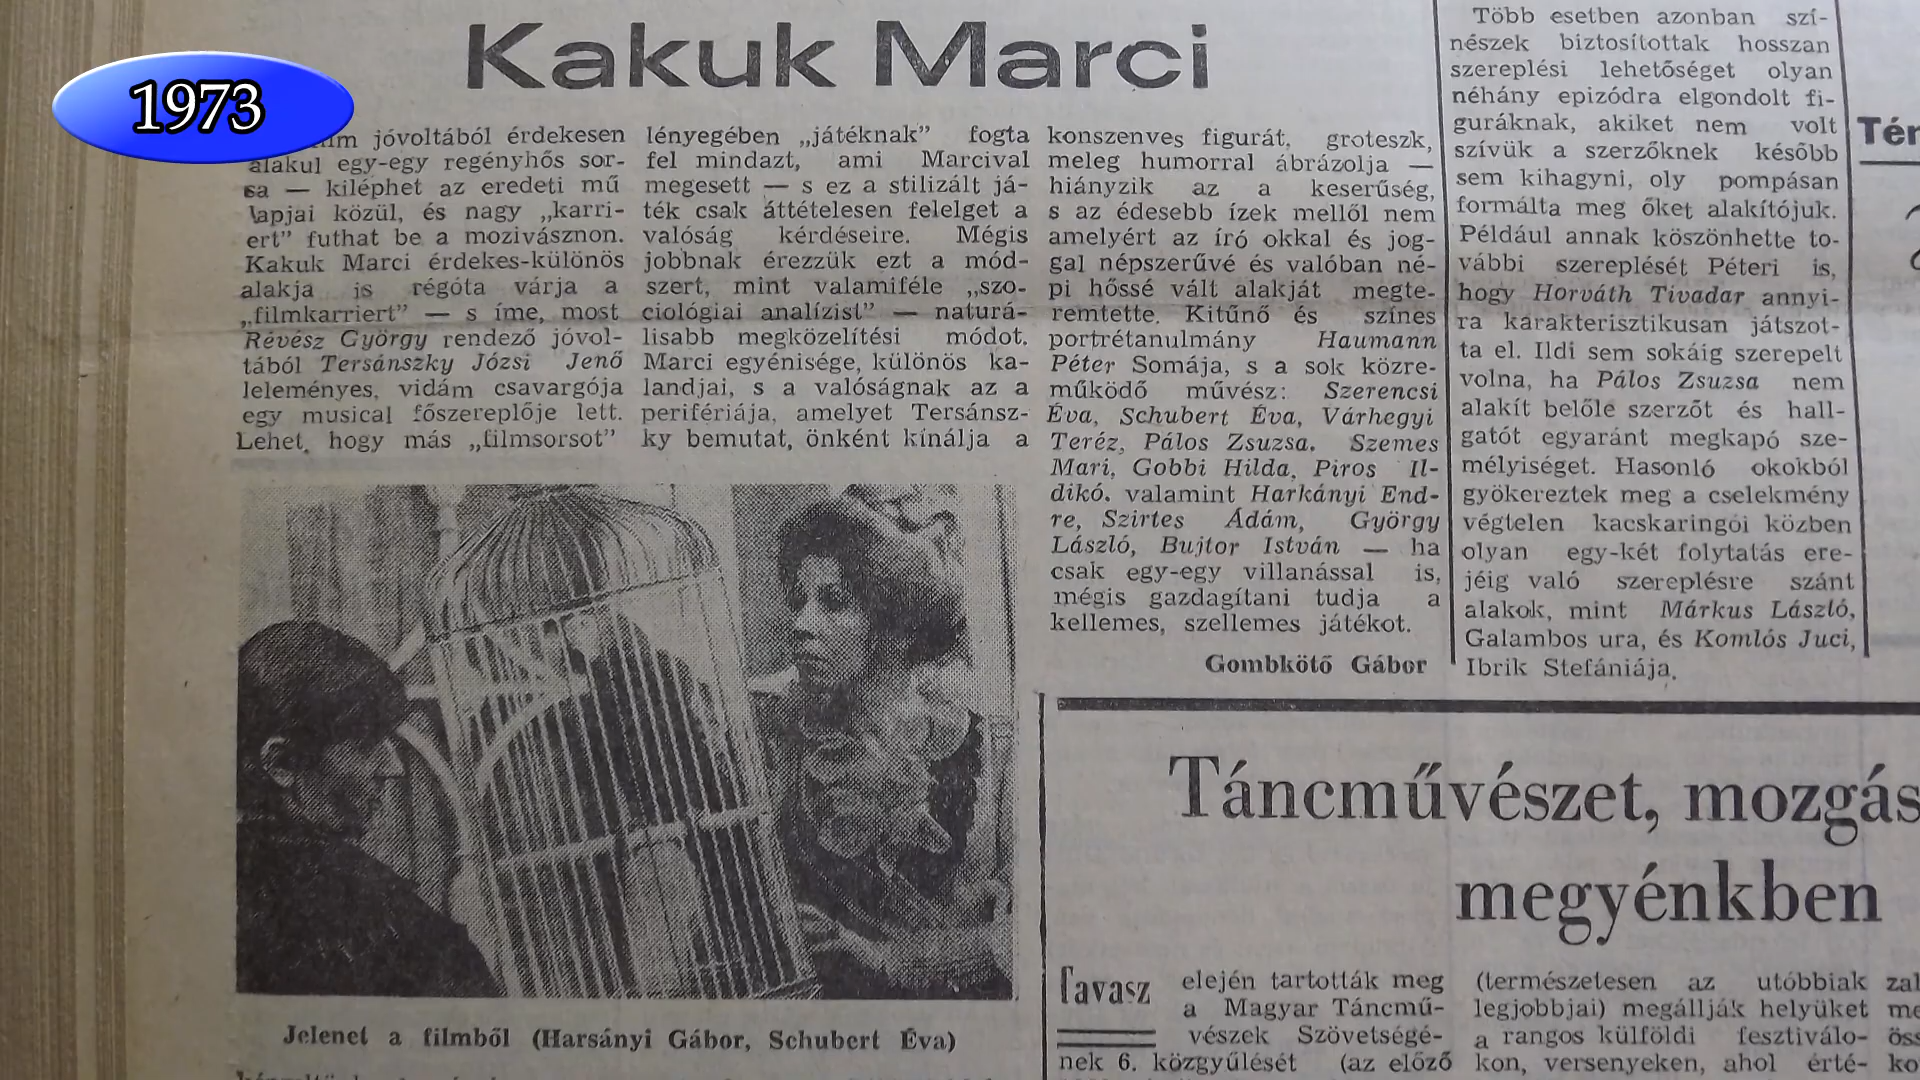 Kakuk Marci
1973
jóvoltából érdekesen
alakul egy-egy regényhős sor-
sa — kiléphet az eredeti mű
lapjai közül, és nagy „karri-
ert” futhat be a mozivásznon.
Kakuk Marci érdekes-különös
alakja is régóta várja a
„filmkarriert” — s íme, most
Révész György rendező jóvol-
tából Tersánszky Józsi Jenő
leleményes, vidám csavargója
egy musical főszereplője lett.
Lehet, hogy más „filmsorsot”
lényegében „játéknak” fogta
fel mindazt, ami Marcival
megesett — s ez a stilizált já-
ték csak áttételesen felelget a
valóság kérdéseire. Mégis
jobbnak érezzük ezt a mód-
szert, mint valamiféle „szo-
ciológiai analízist” — naturá-
lisabb megközelítési módot.
Marci egyénisége, különös ka-
landjai, s a valóságnak az a
perifériája, amelyet Tersánsz-
ky bemutat, önként kínálja a
konszenves figurát, groteszk,
meleg humorral ábrázolja —
hiányzik az a keserűség,
s az édesebb ízek mellől nem
amelyért az író okkal és jog-
gal népszerűvé és valóban né-
pi hőssé vált alakját megte-
remtette. Kitűnő és színes
portrétanulmány Haumann
Péter Somája, s a sok közre-
működő művész: Szerencsi
Éva, Schubert Éva, Várhegyi
Teréz, Pálos Zsuzsa, Szemes
Mari, Gobbi Hilda, Piros Il-
dikó, valamint Harkányi End-
re, Szirtes Ádám, György
László, Bujtor István — ha
csak egy-egy villanással is,
mégis gazdagítani tudja a
kellemes, szellemes játékot.
Gombkötő Gábor
Jelenet a filmből (Harsányi Gábor, Schubert Éva)
Több esetben azonban szí-
nészek biztosítottak hosszan
szereplési lehetőséget olyan
néhány epizódra elgondolt fi-
guráknak, akiket nem volt
szívük a szerzőknek később
sem kihagyni, oly pompásan
formálta meg őket alakítójuk.
Például annak köszönhette to-
vábbi szereplését Péteri is,
hogy Horváth Tivadar annyi-
ra karakterisztikusan játszot-
ta el. Ildi sem sokáig szerepelt
volna, ha Pálos Zsuzsa nem
alakít belőle szerzőt és hall-
gatót egyaránt megkapó sze-
mélyiséget. Hasonló okokból
gyökereztek meg a cselekmény
végtelen kacskaringói közben
olyan egy-két folytatás ere-
jéig való szereplésre szánt
alakok, mint Márkus László,
Galambos ura, és Komlós Juci,
Ibrik Stefániája.
Táncművészet, mozgás
megyénkben
Tavasz elején tartották meg
a Magyar Táncmű-
vészek Szövetségé-
nek 6. közgyűlését (az előző
(természetesen az utóbbiak
legjobbjai) megállják helyüket
a rangos külföldi fesztiválo-
kon, versenyeken, ahol érté-